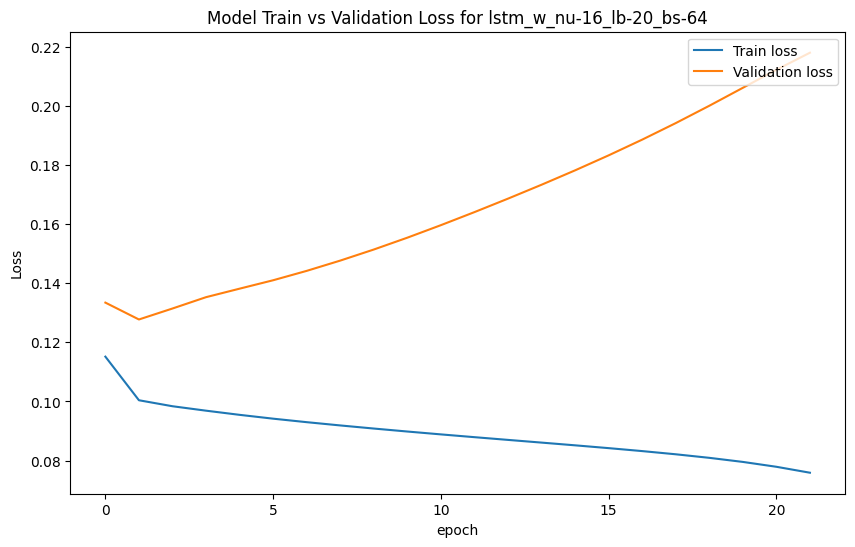 Model Train vs Validation Loss for lstm_w_nu-16_lb-20_bs-64
Train loss
Validation loss
0.22
0.20
0.18
0.16
0.14
0.12
0.10
0.08
Loss
0
5
10
15
20
epoch